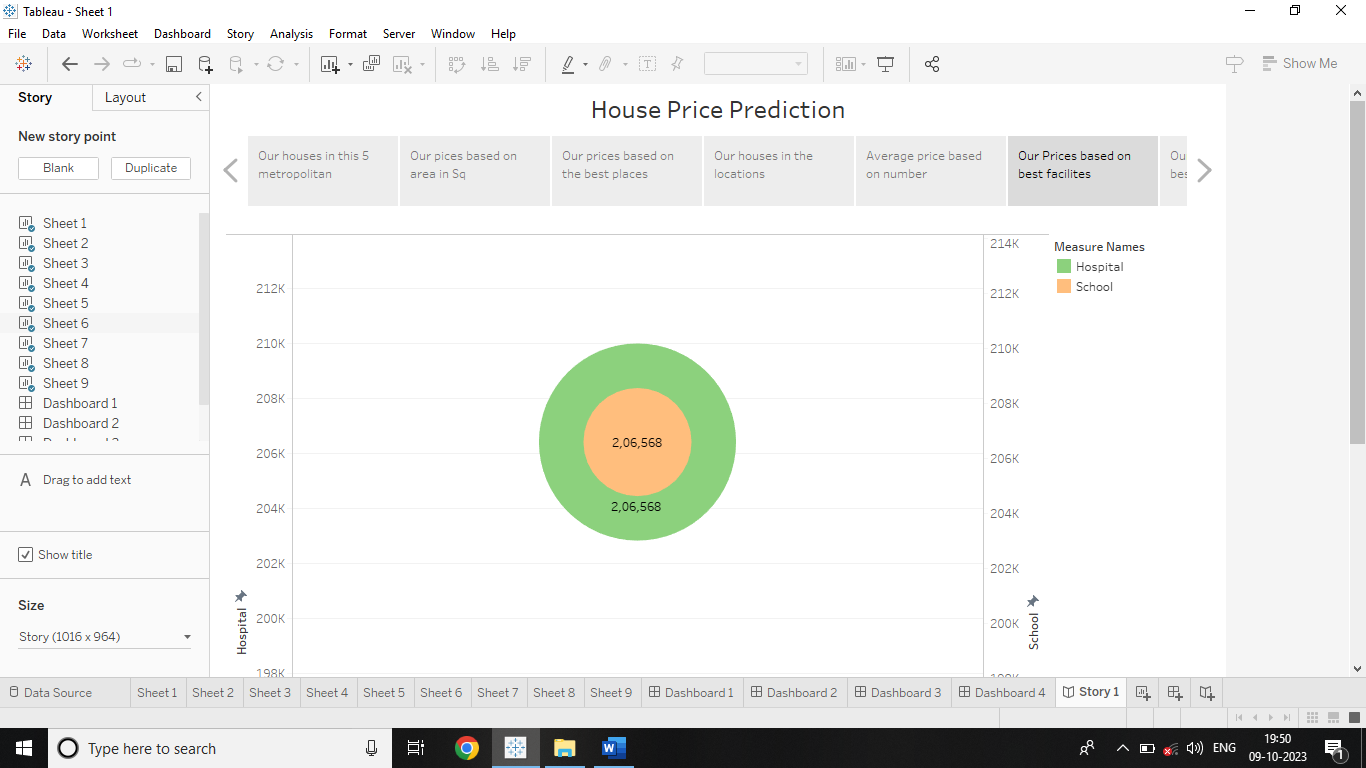 Tableau - Sheet 1
File Data Worksheet Dashboard Story Analysis Format Server Window Help
Show Me
Story Layout
New story point
Blank Duplicate
Sheet 1
Sheet 2
Sheet 3
Sheet 4
Sheet 5
Sheet 6
Sheet 7
Sheet 8
Sheet 9
Dashboard 1
Dashboard 2
A Drag to add text
Show title
Size
Story (1016 x 964)
House Price Prediction
Our houses in this 5
metropolitan
Our pices based on
area in Sq
Our prices based on
the best places
Our houses in the
locations
Average price based
on number
Our Prices based on
best facilites
Ou
bes
212K
210K
208K
206K
204K
202K
200K
198K
Hospital
2,06,568
2,06,568
214K
212K
210K
208K
206K
204K
202K
200K
School
Measure Names
Hospital
School
Data Source Sheet 1 Sheet 2 Sheet 3 Sheet 4 Sheet 5 Sheet 6 Sheet 7 Sheet 8 Sheet 9 Dashboard 1 Dashboard 2 Dashboard 3 Dashboard 4 Story 1
Type here to search
W
ENG
19:50
09-10-2023
1